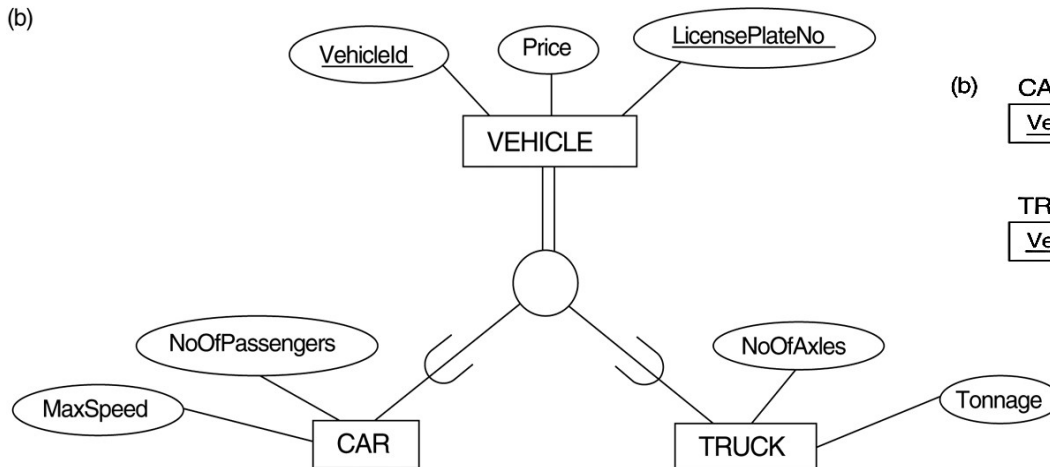 (b)
VehicleId
Price
LicensePlateNo
VEHICLE
NoOfPassengers
MaxSpeed
CAR
NoOfAxles
Tonnage
TRUCK
(b)